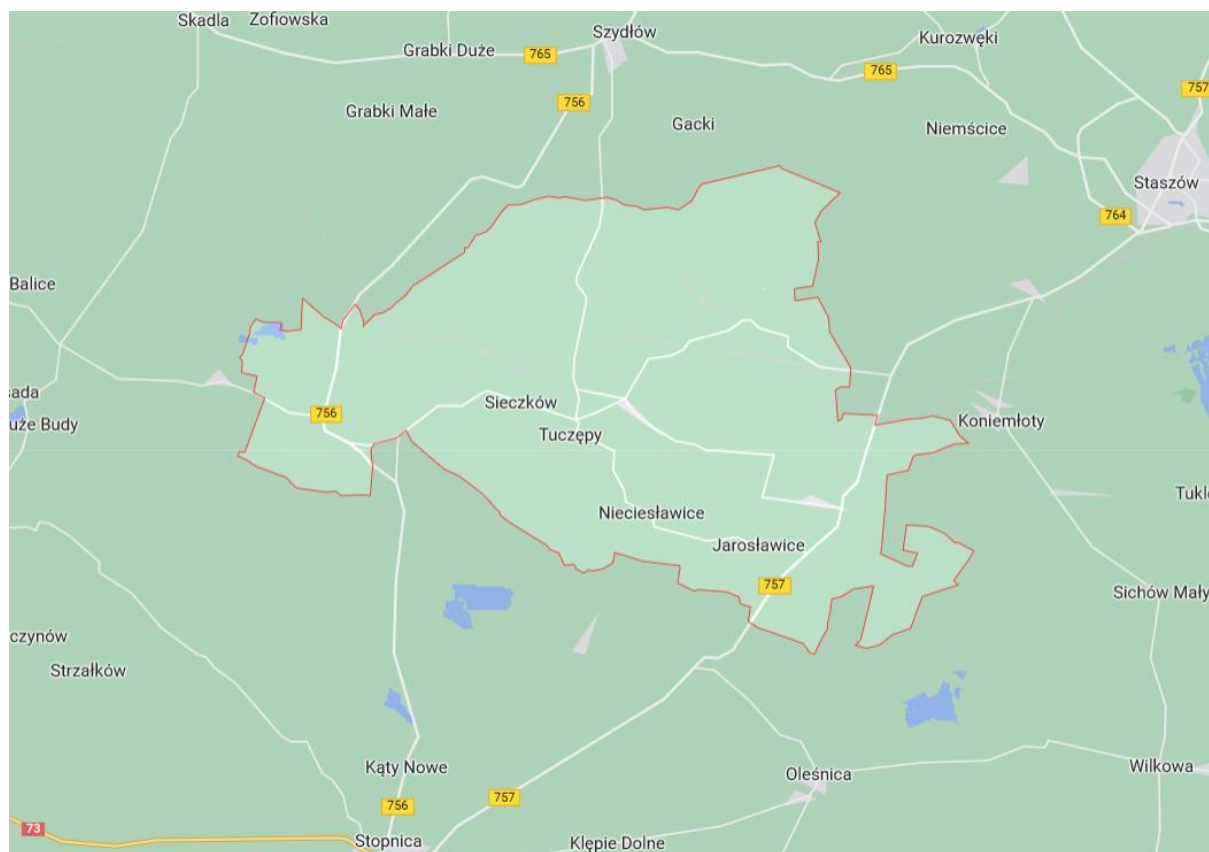 Skadla
Zofiowska
Szydłów
Kurozwęki
Grabki Duże
765
765
757
756
Grabki Małe
Gacki
Niemścice
Staszów
764
Balice
sada
uże Budy
756
Sieczków
Tuczępy
Koniemłoty
Tukl
Nieciesławice
Jarosławice
757
Sichów Mały
czynów
Strzałków
Kąty Nowe
Oleśnica
Wilkowa
756
757
73
Stopnica
Klępie Dolne